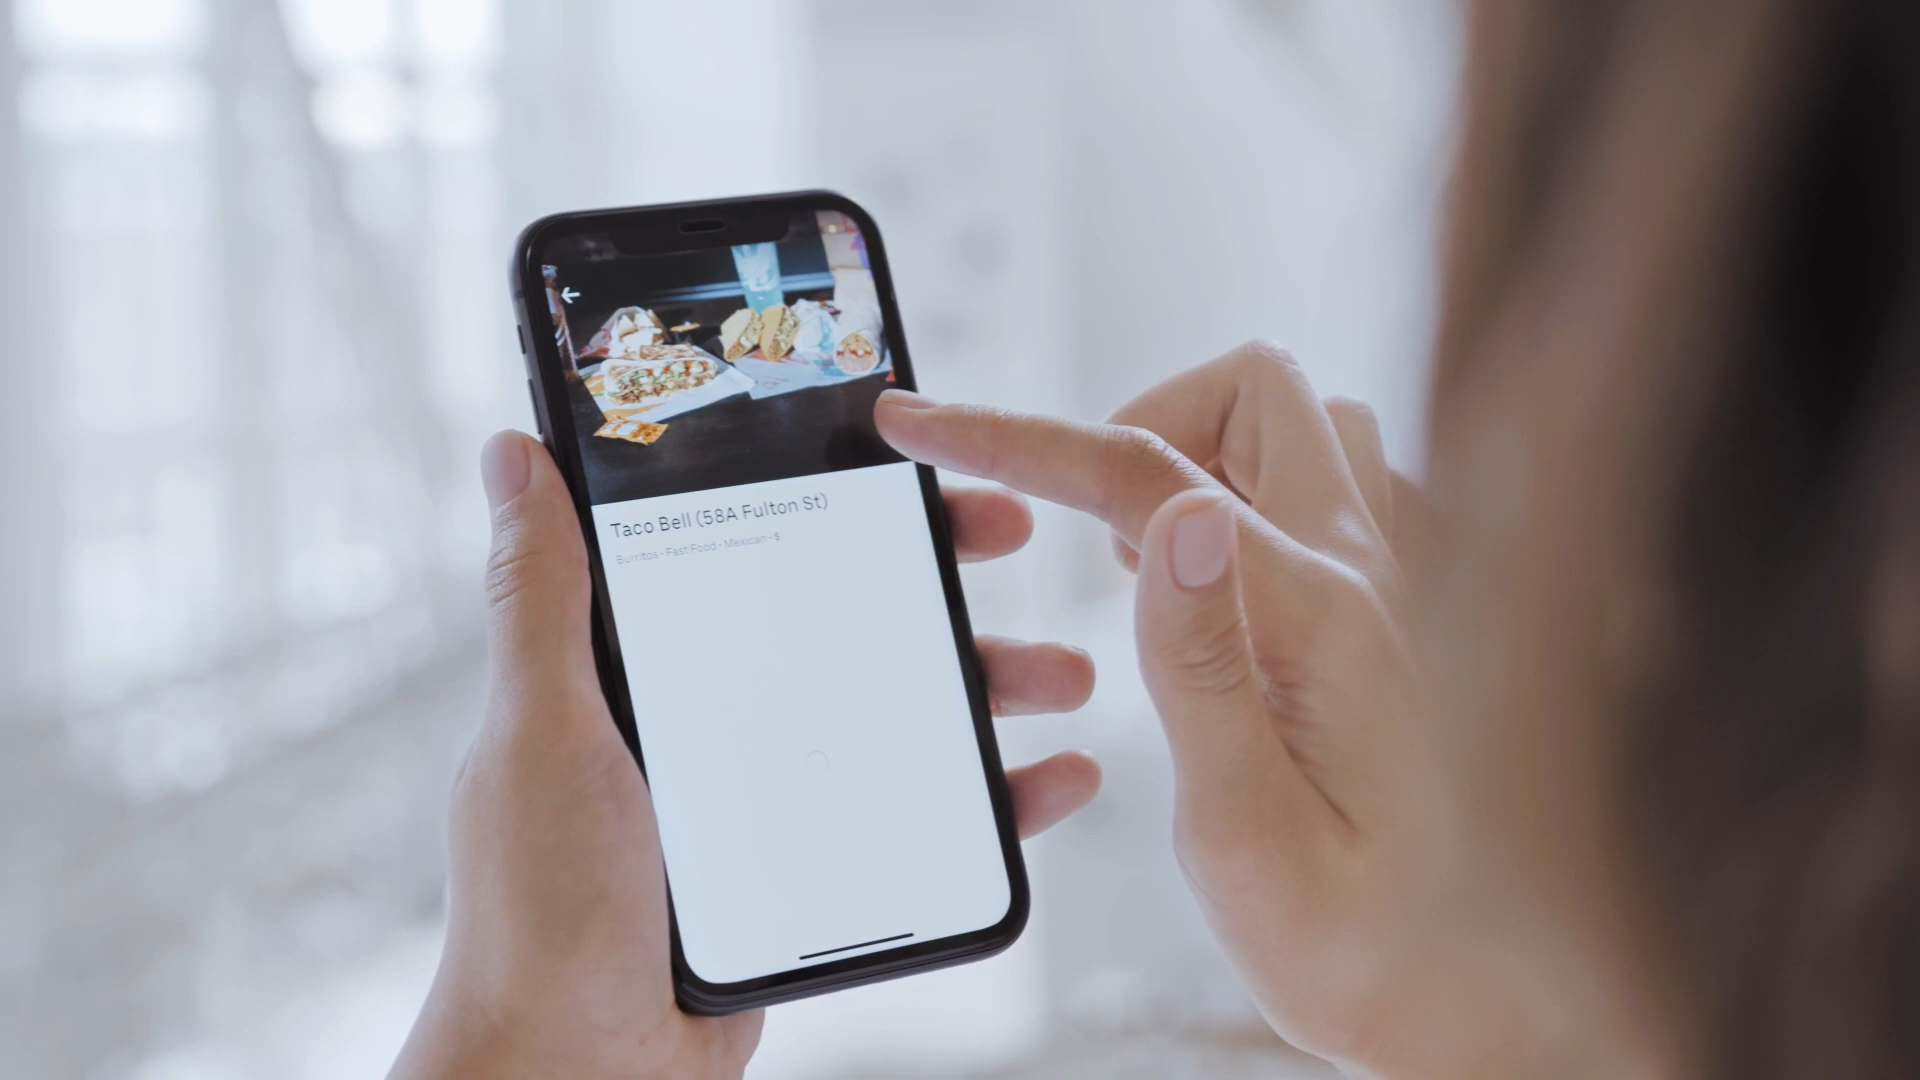 Taco Bell (58A Fulton St)
Burritos • Fast Food • Mexican • $